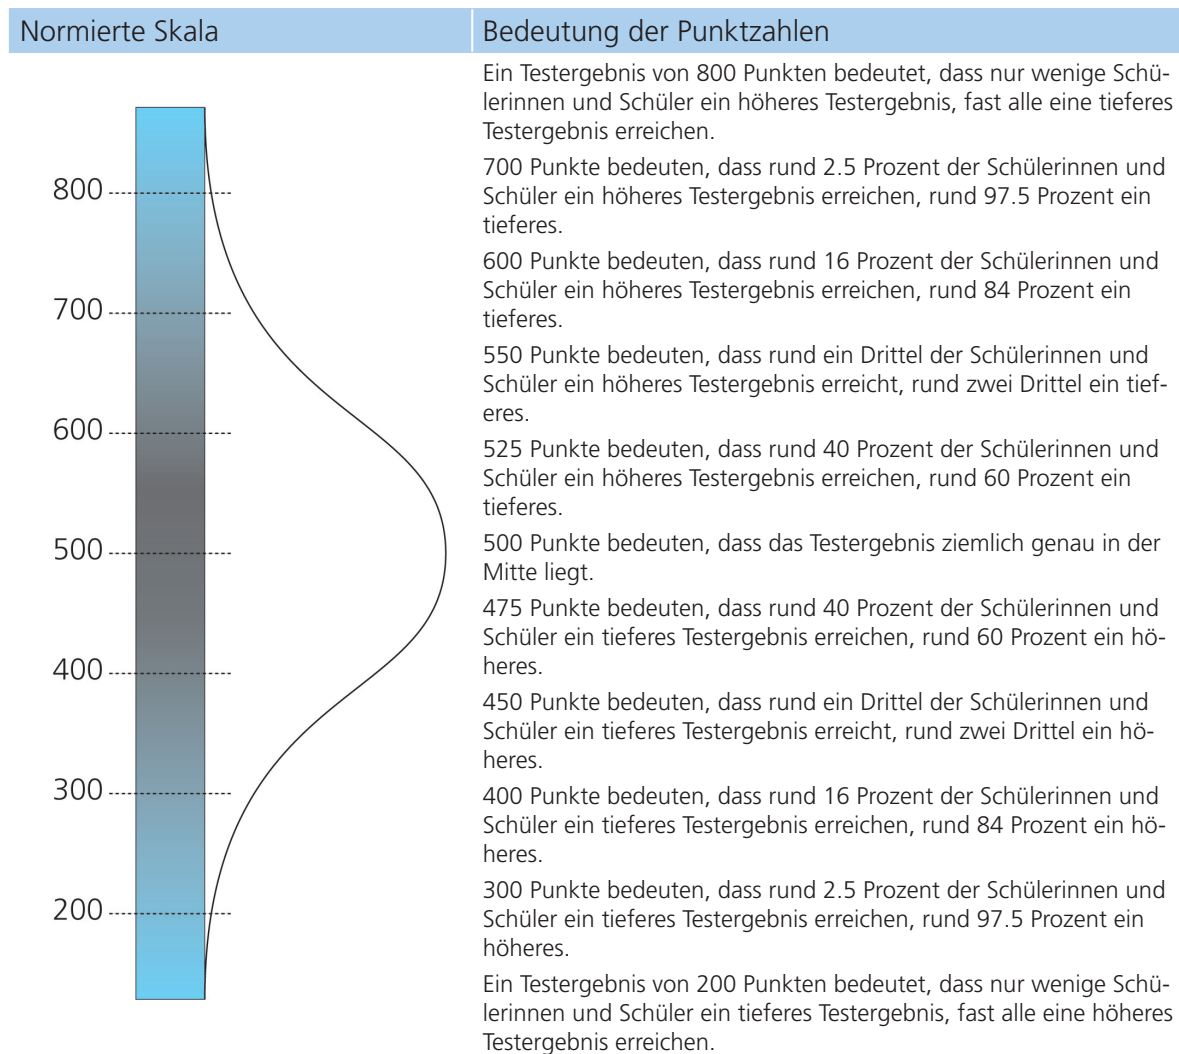 Normierte Skala
Bedeutung der Punktzahlen
800
700
600
500
400
300
200
Ein Testergebnis von 800 Punkten bedeutet, dass nur wenige Schü-
lerinnen und Schüler ein höheres Testergebnis, fast alle eine tieferes
Testergebnis erreichen.
700 Punkte bedeuten, dass rund 2.5 Prozent der Schülerinnen und
Schüler ein höheres Testergebnis erreichen, rund 97.5 Prozent ein
tieferes.
600 Punkte bedeuten, dass rund 16 Prozent der Schülerinnen und
Schüler ein höheres Testergebnis erreichen, rund 84 Prozent ein
tieferes.
550 Punkte bedeuten, dass rund ein Drittel der Schülerinnen und
Schüler ein höheres Testergebnis erreicht, rund zwei Drittel ein tief-
eres.
525 Punkte bedeuten, dass rund 40 Prozent der Schülerinnen und
Schüler ein höheres Testergebnis erreichen, rund 60 Prozent ein
tieferes.
500 Punkte bedeuten, dass das Testergebnis ziemlich genau in der
Mitte liegt.
475 Punkte bedeuten, dass rund 40 Prozent der Schülerinnen und
Schüler ein tieferes Testergebnis erreichen, rund 60 Prozent ein hö-
heres.
450 Punkte bedeuten, dass rund ein Drittel der Schülerinnen und
Schüler ein tieferes Testergebnis erreicht, rund zwei Drittel ein hö-
heres.
400 Punkte bedeuten, dass rund 16 Prozent der Schülerinnen und
Schüler ein tieferes Testergebnis erreichen, rund 84 Prozent ein hö-
heres.
300 Punkte bedeuten, dass rund 2.5 Prozent der Schülerinnen und
Schüler ein tieferes Testergebnis erreichen, rund 97.5 Prozent ein
höheres.
Ein Testergebnis von 200 Punkten bedeutet, dass nur wenige Schü-
lerinnen und Schüler ein tieferes Testergebnis, fast alle eine höheres
Testergebnis erreichen.